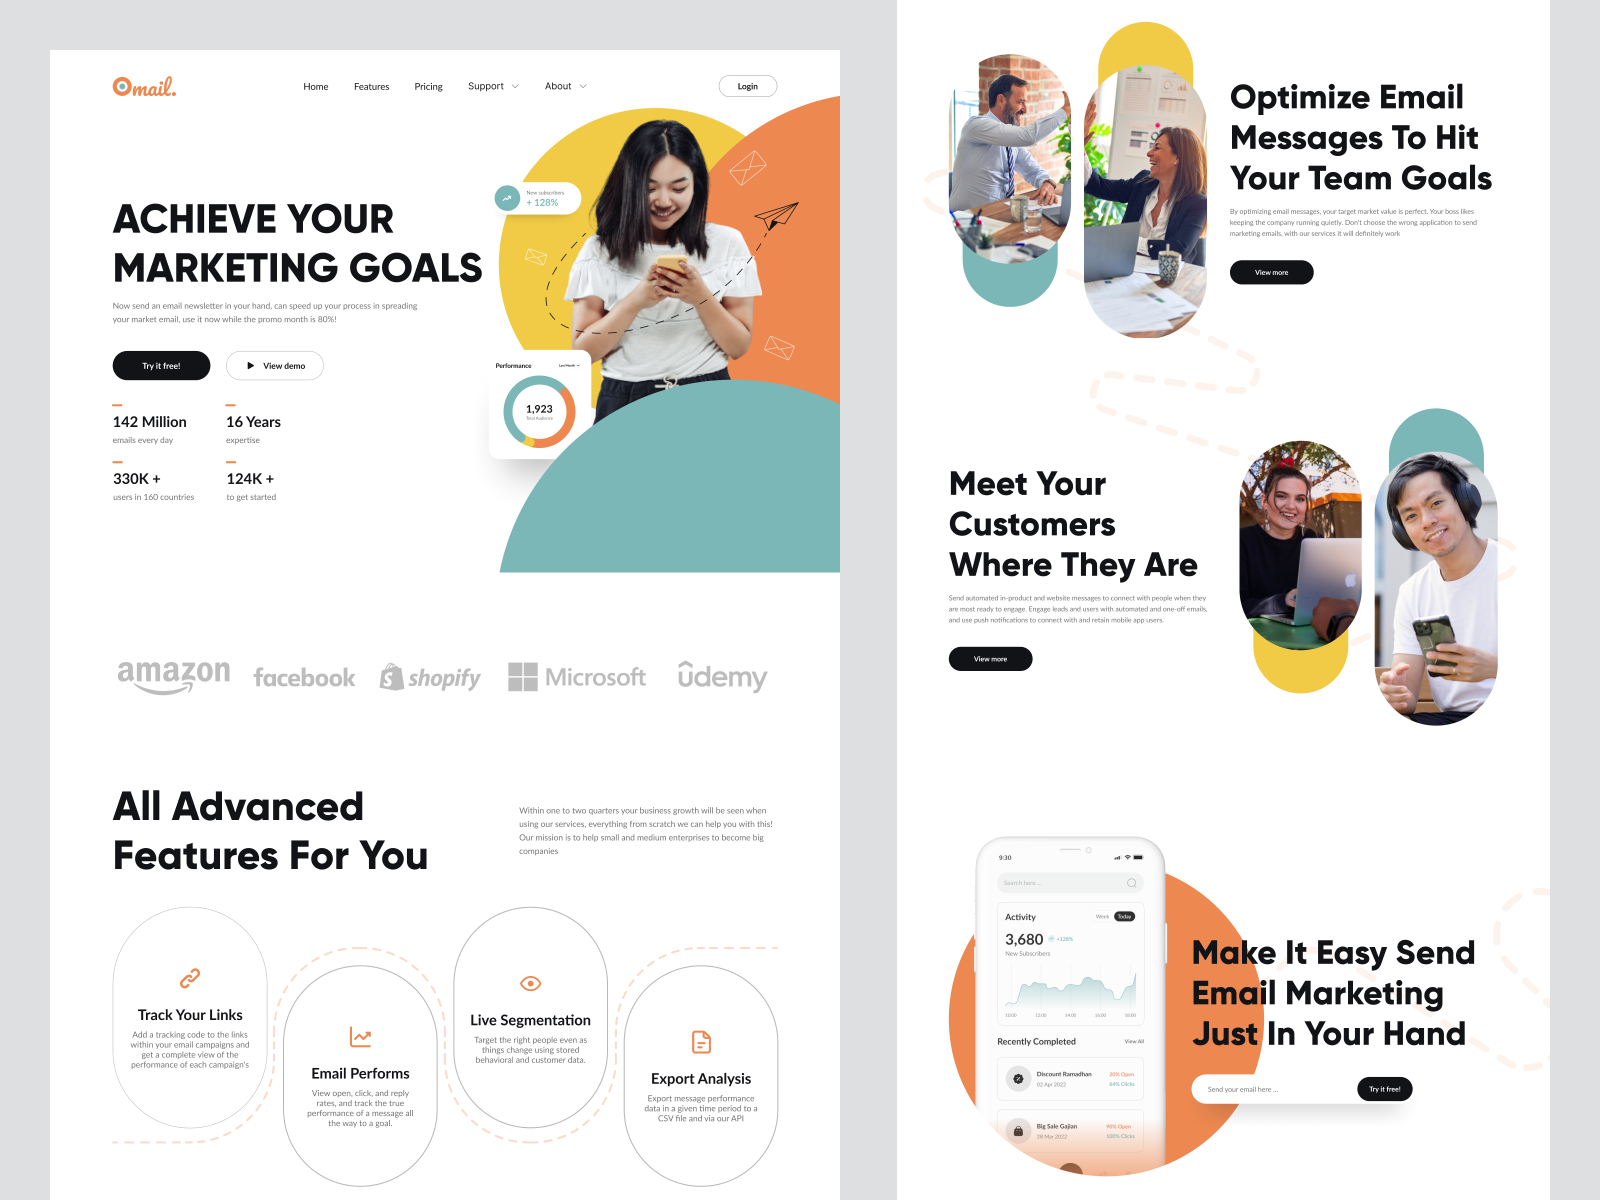 Omail.
Home Features Pricing Support About
Login
ACHIEVE YOUR
MARKETING GOALS
Now send an email newsletter in your hand, can speed up your process in spreading
your market email, use it now while the promo month is 80%!
Try it free!
View demo
142 Million
emails every day
16 Years
expertise
330K +
users in 160 countries
124K +
to get started
New subscribers
+ 128%
Performance
Last Month
1,923
Total Audience
amazon
facebook
shopify
Microsoft
ûdemy
All Advanced
Features For You
Within one to two quarters your business growth will be seen when
using our services, everything from scratch we can help you with this!
Our mission is to help small and medium enterprises to become big
companies
Track Your Links
Add a tracking code to the links
within your email campaigns and
get a complete view of the
performance of each campaign's
Email Performs
View open, click, and reply
rates, and track the true
performance of a message all
the way to a goal.
Live Segmentation
Target the right people even as
things change using stored
behavioral and customer data.
Export Analysis
Export message performance
data in a given time period to a
CSV file and via our API
Optimize Email
Messages To Hit
Your Team Goals
By optimizing email messages, your target market value is perfect. Your boss likes
keeping the company running quietly. Don't choose the wrong application to send
marketing emails, with our services it will definitely work
View more
Meet Your
Customers
Where They Are
Send automated in-product and website messages to connect with people when they
are most ready to engage. Engage leads and users with automated and one-off emails,
and use push notifications to connect with and retain mobile app users.
View more
9:30
Search here ...
Activity
Week Today
3,680
+128%
New Subscribers
10:00 12:00 14:00 16:00 18:00
Recently Completed
View All
Discount Ramadhan
02 Apr 2022
30% Open
64% Clicks
Big Sale Gajian
28 Mar 2022
90% Open
100% Clicks
Make It Easy Send
Email Marketing
Just In Your Hand
Send your email here ...
Try it free!